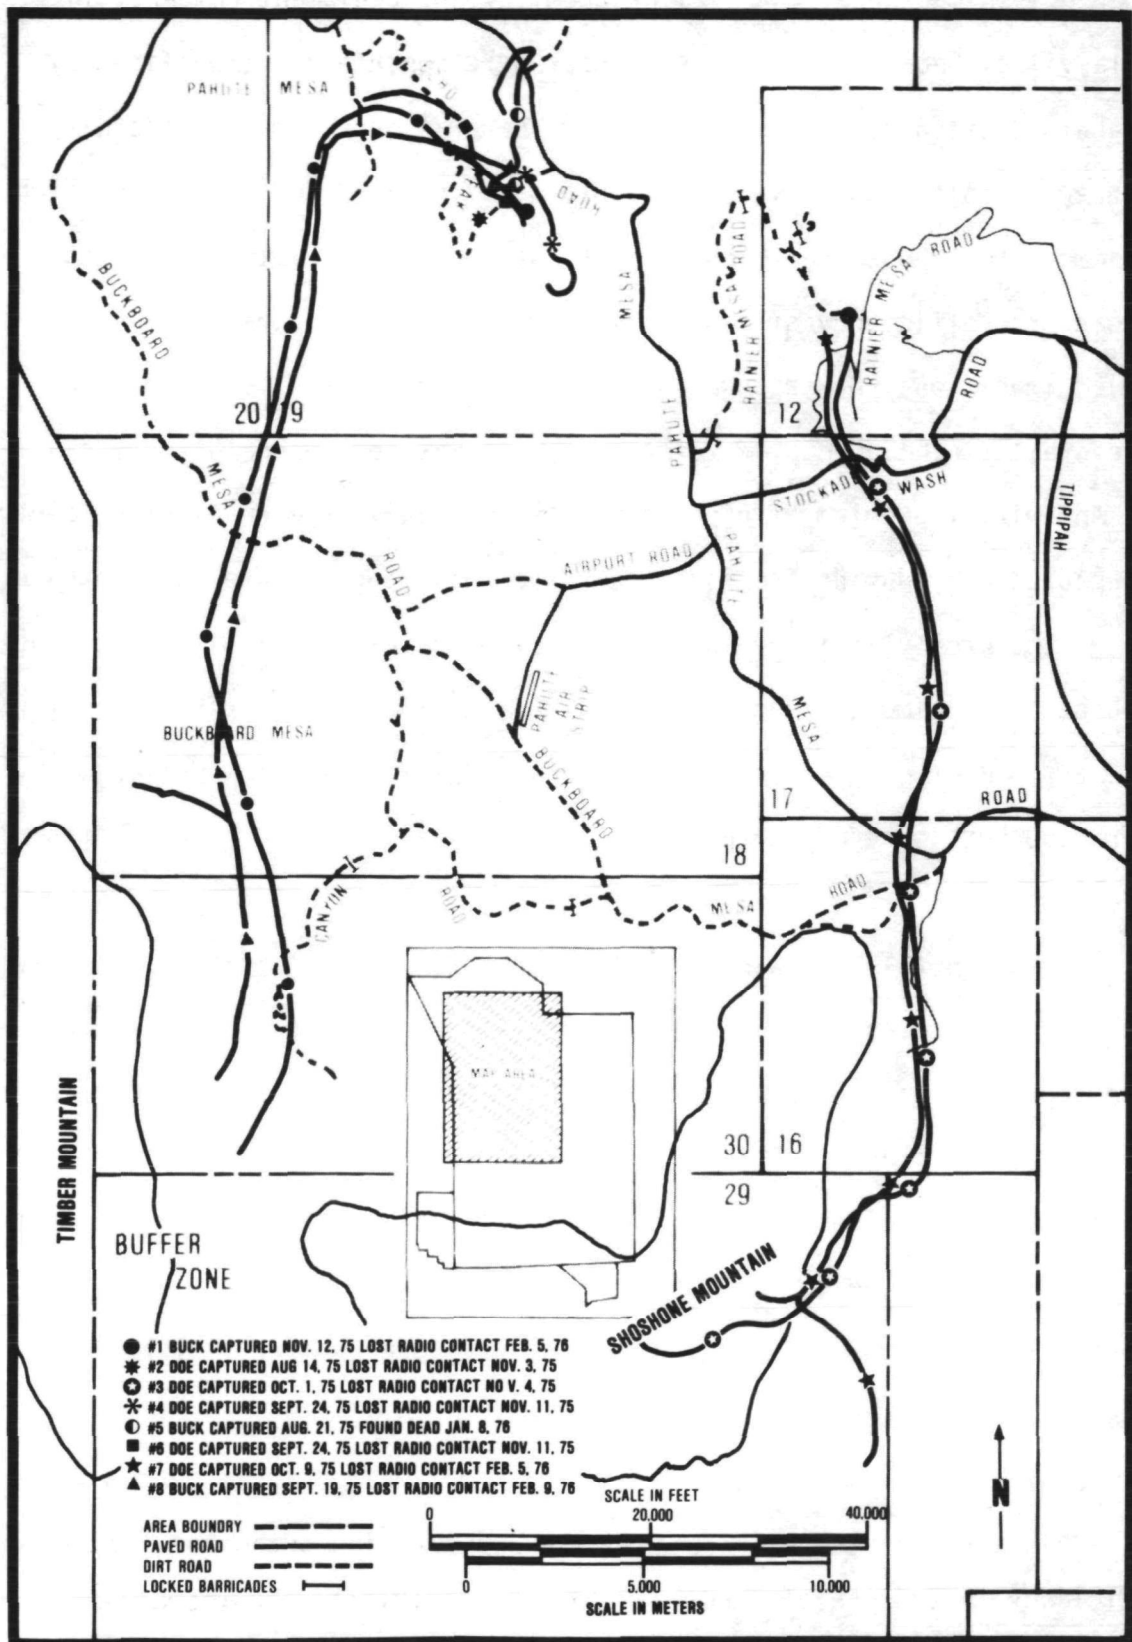 PAHUTE MESA
ROAD
BUCKBOARD
MESA
ROAD
MESA
PAHUTE
RAINIER MESA ROAD
RAINIER MESA ROAD
ROAD
20 19
12
STOCKADE WASH
TIPPIPAH
AIRPORT ROAD
PAHUTE
MESA
ROAD
PAHUTE
AIR
STRIP
BUCKBOARD
BUCKBOARD MESA
17
18
CANYON
ROAD
MESA
ROAD
MAP AREA
30 16
29
TIMBER MOUNTAIN
BUFFER
ZONE
SHOSHONE MOUNTAIN
#1 BUCK CAPTURED NOV. 12, 75 LOST RADIO CONTACT FEB. 5, 76
#2 DOE CAPTURED AUG 14, 75 LOST RADIO CONTACT NOV. 3, 75
#3 DOE CAPTURED OCT. 1, 75 LOST RADIO CONTACT NO V. 4, 75
#4 DOE CAPTURED SEPT. 24, 75 LOST RADIO CONTACT NOV. 11, 75
#5 BUCK CAPTURED AUG. 21, 75 FOUND DEAD JAN. 8, 76
#6 DOE CAPTURED SEPT. 24, 75 LOST RADIO CONTACT NOV. 11, 75
#7 DOE CAPTURED OCT. 9, 75 LOST RADIO CONTACT FEB. 5, 76
#8 BUCK CAPTURED SEPT. 19, 75 LOST RADIO CONTACT FEB. 9, 76
AREA BOUNDRY
PAVED ROAD
DIRT ROAD
LOCKED BARRICADES
SCALE IN FEET
0 20.000 40.000
0 5.000 10.000
SCALE IN METERS
N